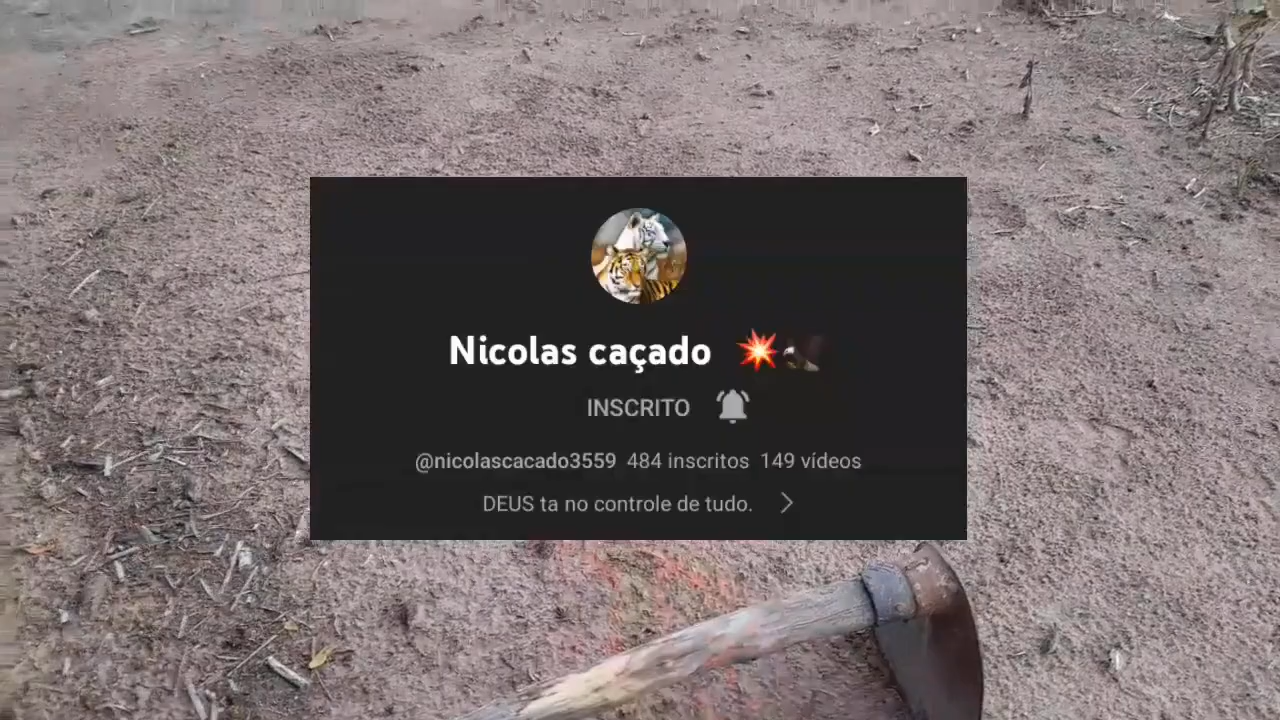 Nicolas caçado 💥
INSCRITO
@nicolascacado3559 484 inscritos 149 vídeos
DEUS ta no controle de tudo.